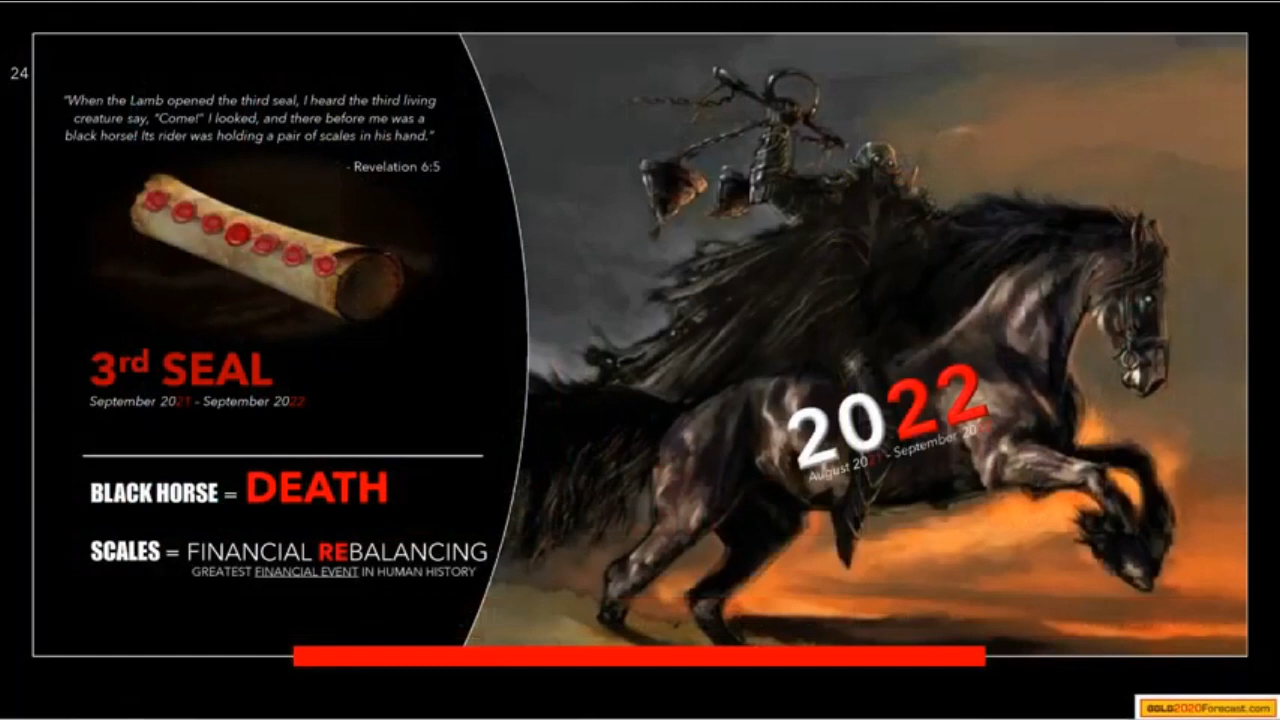 24
"When the Lamb opened the third seal, I heard the third living
creature say, "Come!" I looked, and there before me was a
black horse! Its rider was holding a pair of scales in his hand."
- Revelation 6:5
3rd SEAL
September 2021 - September 2022
BLACK HORSE = DEATH
SCALES = FINANCIAL REBALANCING
GREATEST FINANCIAL EVENT IN HUMAN HISTORY
2022
August 2021 - September 20
GOLD2020Forecast.com